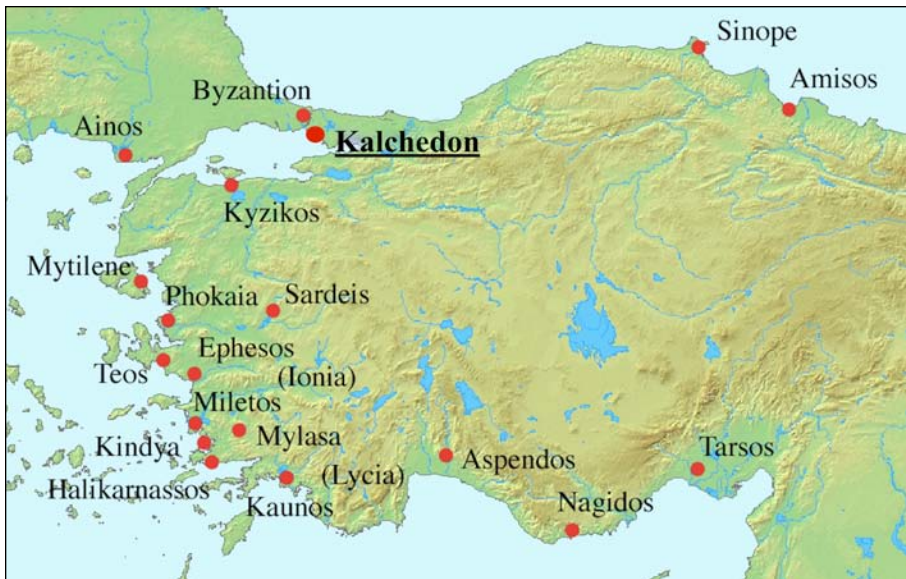 Sinope
Amisos
Byzantion
Ainos
Kalchedon
Kyzikos
Mytilene
Phokaia
Sardeis
Ephesos
Teos
(Ionia)
Miletos
Kindya
Mylasa
Halikarnassos
(Lycia)
Kaunos
Aspendos
Tarsos
Nagidos